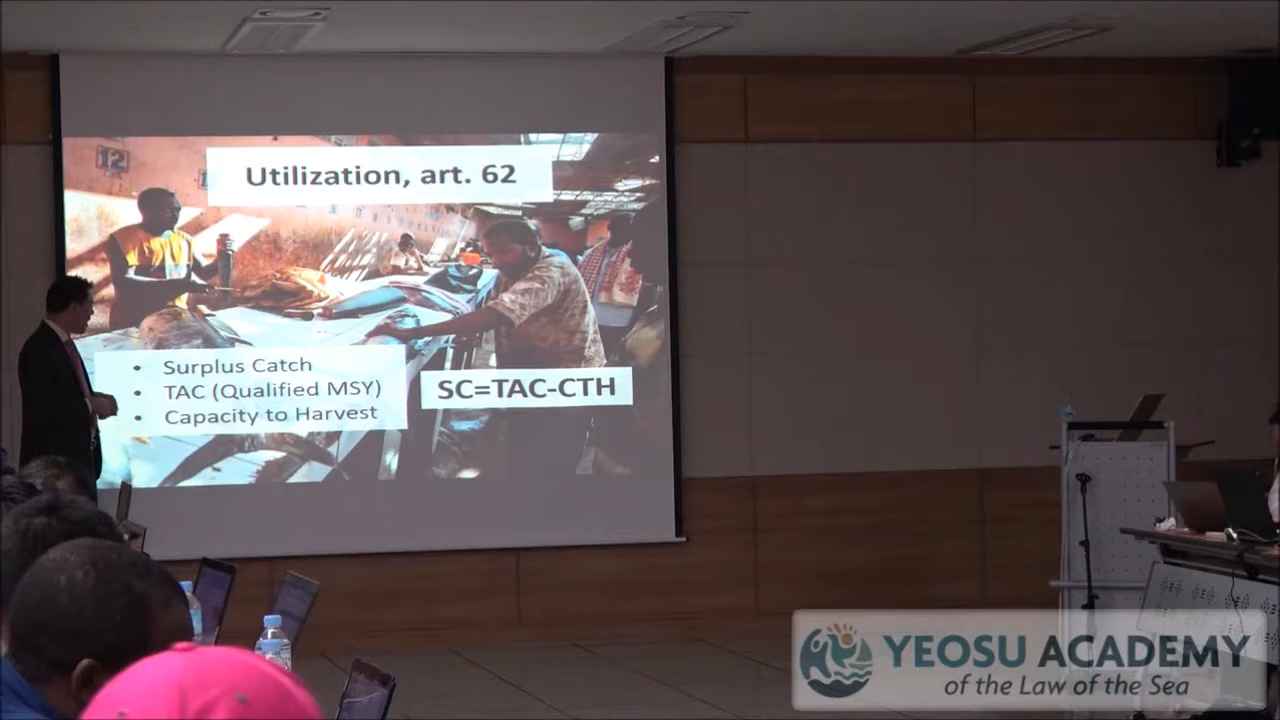 12
Utilization, art. 62
• Surplus Catch
• TAC (Qualified MSY)
• Capacity to Harvest
SC=TAC-CTH
YEOSU ACADEMY
of the Law of the Sea